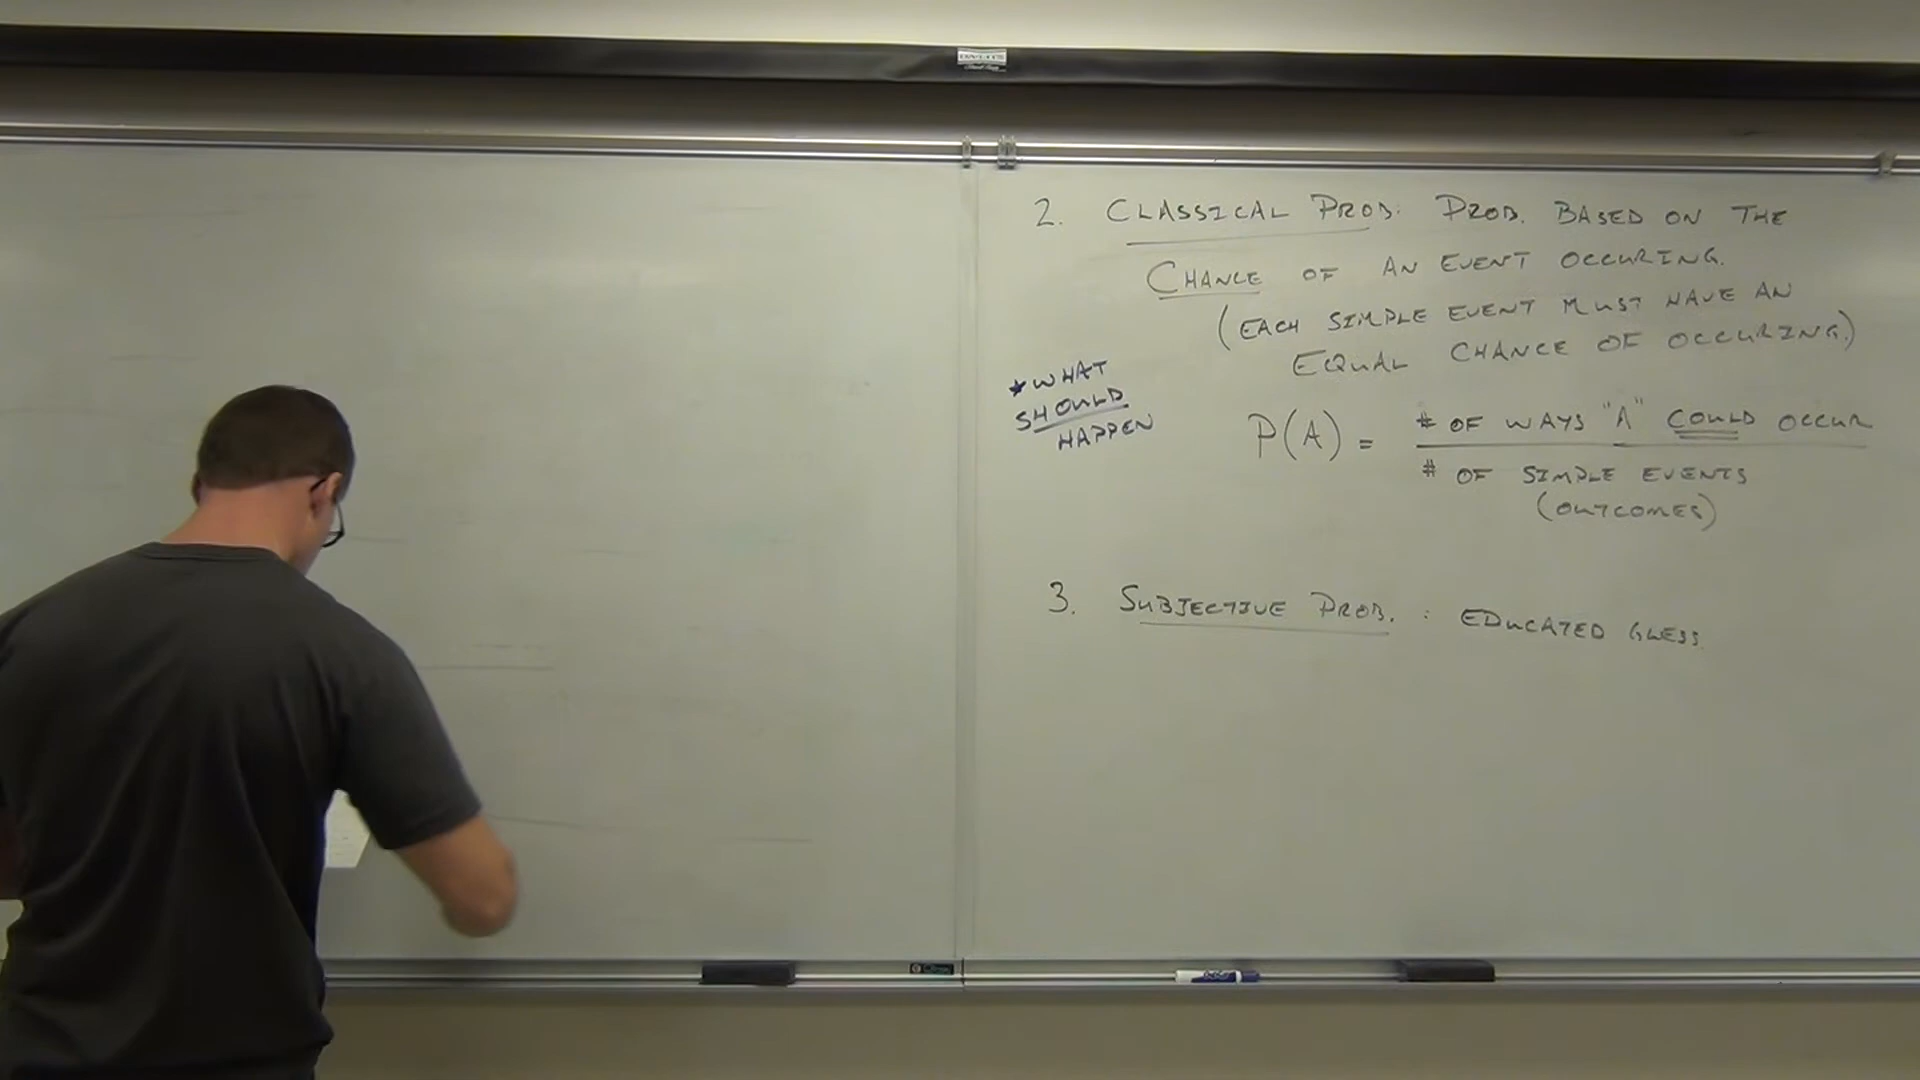 2. CLASSICAL PROB: PROB. BASED ON THE
CHANCE OF AN EVENT OCCURING.
(EACH SIMPLE EVENT MUST HAVE AN
EQUAL CHANCE OF OCCURING.)
*WHAT
SHOULD
HAPPEN
P(A) = # OF WAYS "A" COULD OCCUR
# OF SIMPLE EVENTS
(OUTCOMES)
3. SUBJECTIVE PROB. : EDUCATED GUESS.